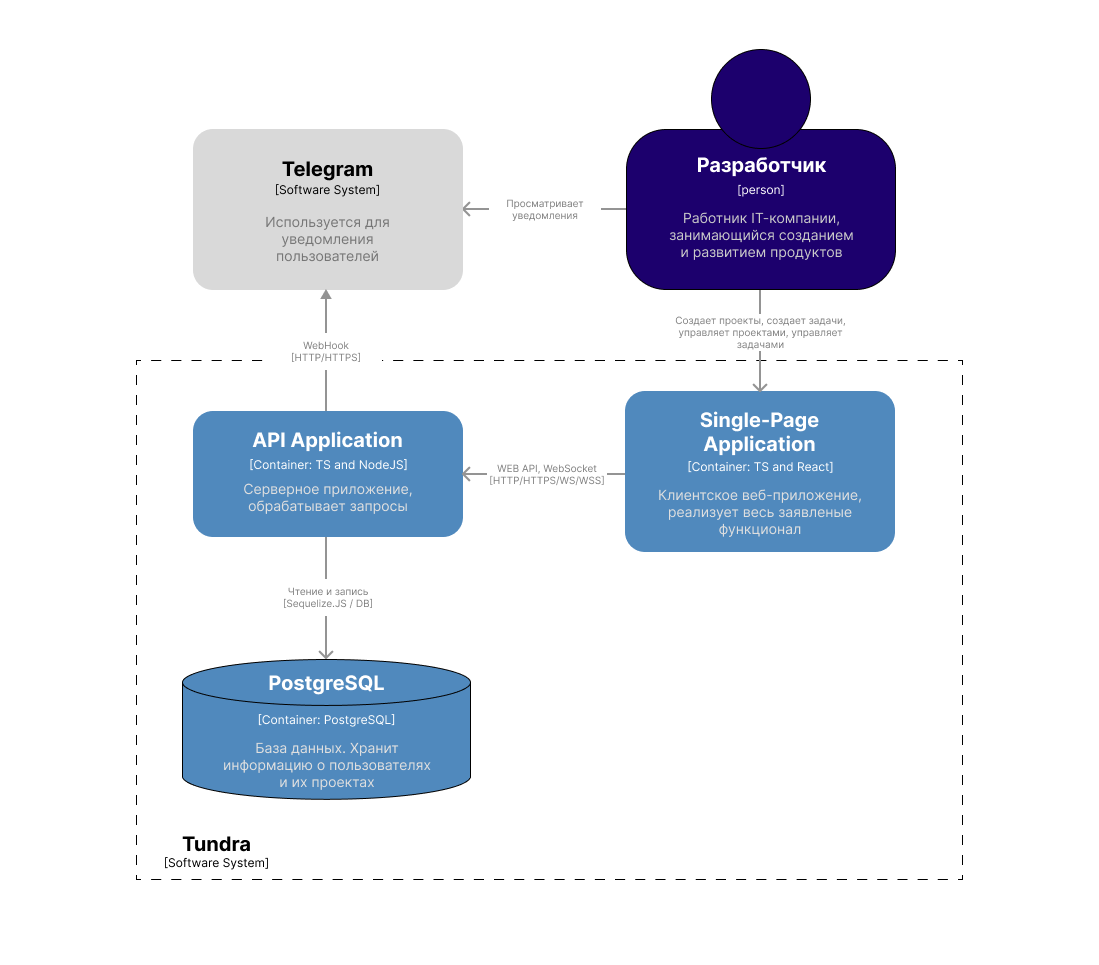 Telegram
[Software System]
Используется для
уведомления
пользователей
Просматривает
уведомления
Разработчик
[person]
Работник IT-компании,
занимающийся созданием
и развитием продуктов
WebHook
[HTTP/HTTPS]
Создает проекты, создает задачи,
управляет проектами, управляет
задачами
API Application
[Container: TS and NodeJS]
Серверное приложение,
обрабатывает запросы
WEB API, WebSocket
[HTTP/HTTPS/WS/WSS]
Single-Page
Application
[Container: TS and React]
Клиентское веб-приложение,
реализует весь заявленые
функционал
Чтение и запись
[Sequelize.JS / DB]
PostgreSQL
[Container: PostgreSQL]
База данных. Хранит
информацию о пользователях
и их проектах
Tundra
[Software System]